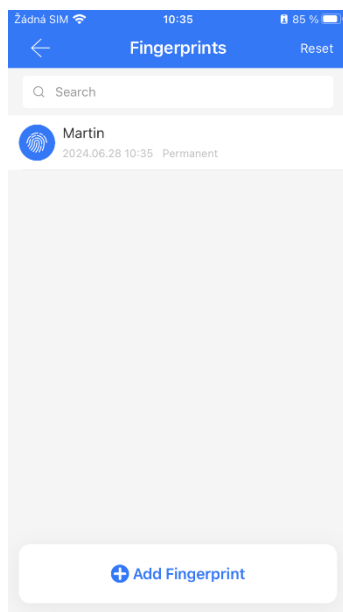 Žádná SIM 10:35 85 %
Fingerprints Reset
Search
Martin
2024.06.28 10:35 Permanent
Add Fingerprint